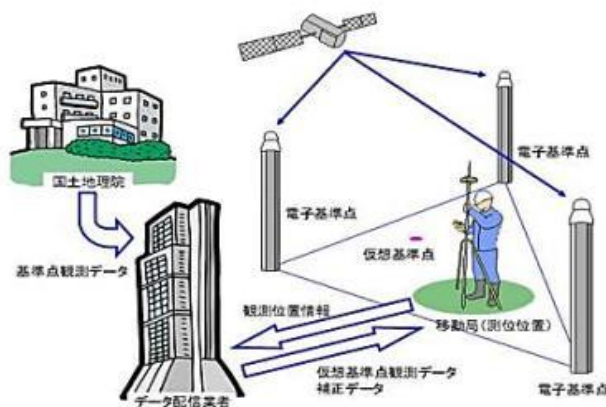 国土地理院
基準点観測データ
データ配信業者
電子基準点
電子基準点
仮想基準点
移動局(測位位置)
観測位置情報
仮想基準点観測データ
補正データ
電子基準点